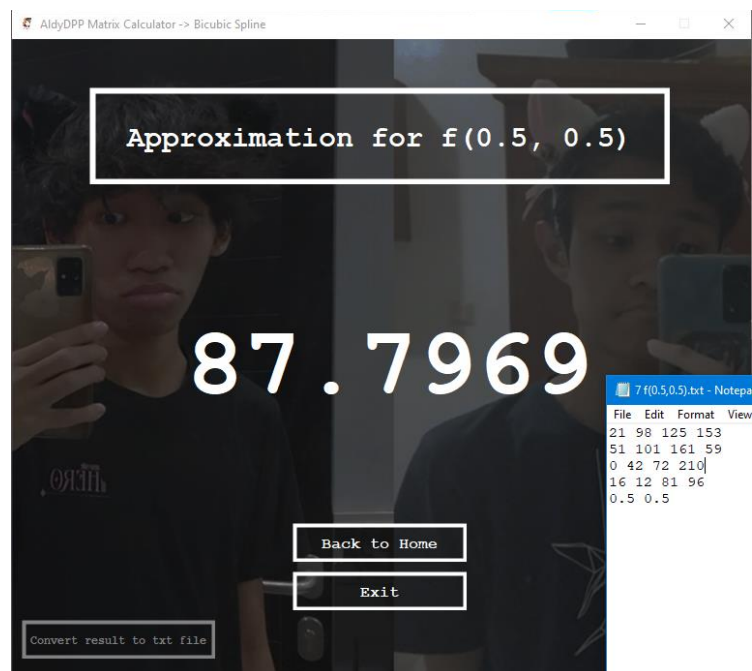 AldyDPP Matrix Calculator -> Bicubic Spline
Approximation for f(0.5, 0.5)
87.7969
7 f(0.5,0.5).txt - Notepa
File Edit Format View
21 98 125 153
51 101 161 59
0 42 72 210
16 12 81 96
0.5 0.5
HERO
Back to Home
Exit
Convert result to txt file